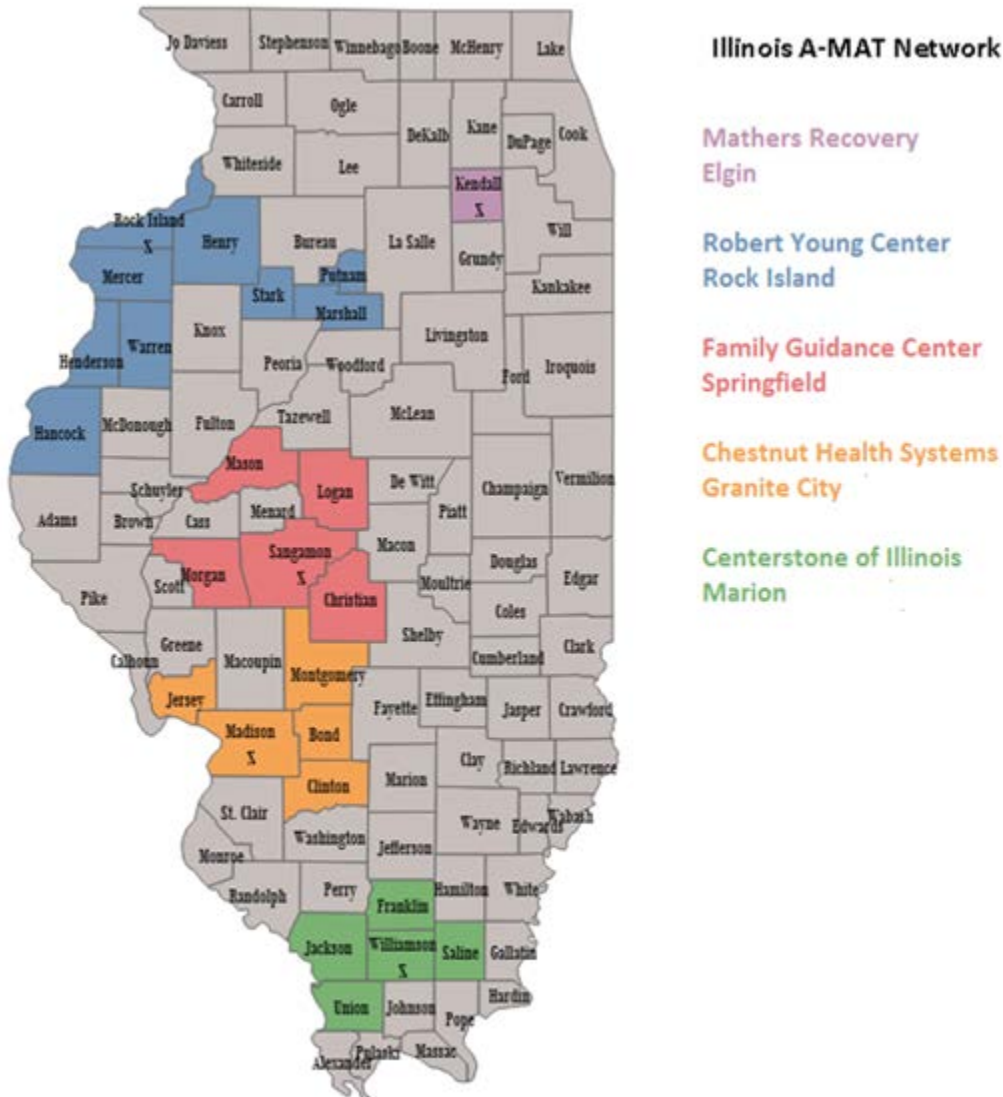 Illinois A-MAT Network
Mathers Recovery
Elgin
Robert Young Center
Rock Island
Family Guidance Center
Springfield
Chestnut Health Systems
Granite City
Centerstone of Illinois
Marion
Jo Daviess
Stephenson
Winnebago
Boone
McHenry
Lake
Carroll
Ogle
DeKalb
Kane
DuPage
Cook
Whiteside
Lee
Kendall
Z
Rock Island
Z
Henry
Bureau
La Salle
Will
Grundy
Mercer
Putnam
Stark
Marshall
Kankakee
Knox
Livingston
Henderson
Warren
Peoria
Woodford
Ford
Iroquois
Hancock
McDonough
Fulton
Tazewell
McLean
Mason
Logan
De Witt
Champaign
Vermilion
Schuyler
Adams
Brown
Cass
Menard
Piatt
Macon
Sangamon
Z
Morgan
Scott
Christian
Moultrie
Douglas
Edgar
Pike
Coles
Shelby
Greene
Calhoun
Macoupin
Montgomery
Cumberland
Clark
Jersey
Fayette
Effingham
Jasper
Crawford
Madison
Z
Bond
Clay
Richland
Lawrence
Marion
Clinton
St. Clair
Washington
Wayne
Edwards
Wabash
Jefferson
Monroe
Randolph
Perry
Hamilton
White
Franklin
Jackson
Williamson
Z
Saline
Gallatin
Union
Johnson
Pope
Hardin
Alexander
Pulaski
Massac